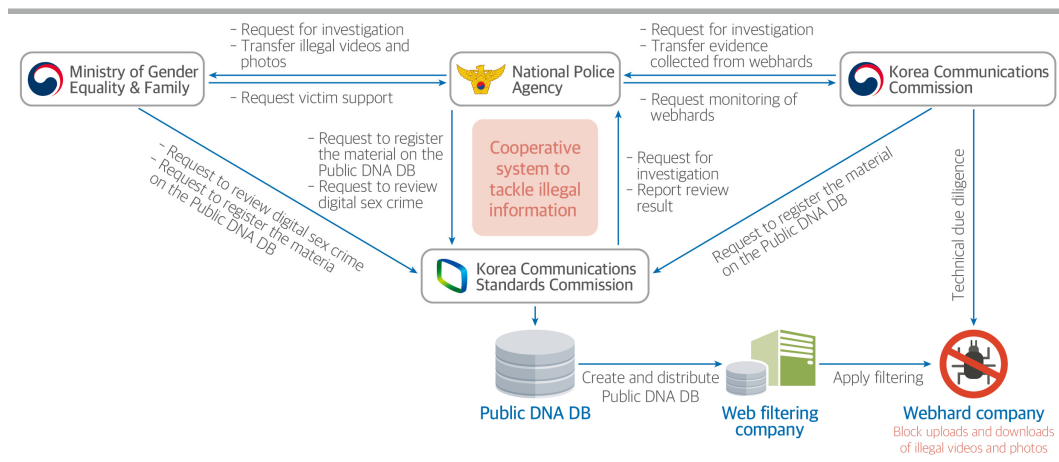 – Request for investigation
– Transfer illegal videos and
photos
– Request for investigation
– Transfer evidence
collected from webhards
Ministry of Gender
Equality & Family
National Police
Agency
Korea Communications
Commission
– Request victim support
– Request monitoring of
webhards
– Request to register
the material on the
Public DNA DB
– Request to review
digital sex crime
Cooperative
system to
tackle illegal
information
– Request for
investigation
– Report review
result
– Request to review digital sex crime
– Request to register the materia
on the Public DNA DB
Request to register the material
on the Public DNA DB
Technical due diligence
Korea Communications
Standards Commission
Create and distribute
Public DNA DB
Apply filtering
Public DNA DB
Web filtering
company
Webhard company
Block uploads and downloads
of illegal videos and photos